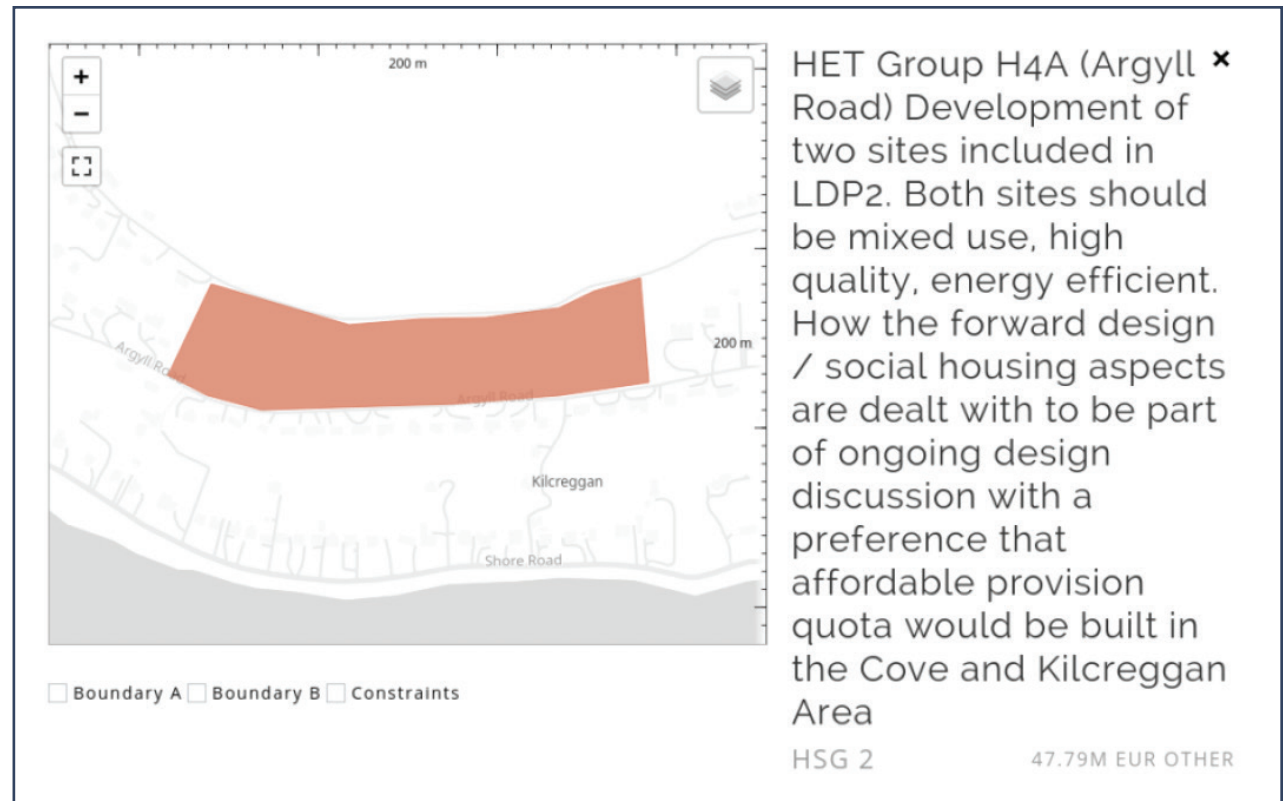 +
200 m
−
200 m
Argyll Road
Argyll Road
Kilcreggan
Shore Road
Boundary A Boundary B Constraints
HET Group H4A (Argyll ×
Road) Development of
two sites included in
LDP2. Both sites should
be mixed use, high
quality, energy efficient.
How the forward design
/ social housing aspects
are dealt with to be part
of ongoing design
discussion with a
preference that
affordable provision
quota would be built in
the Cove and Kilcreggan
Area
HSG 2 47.79M EUR OTHER